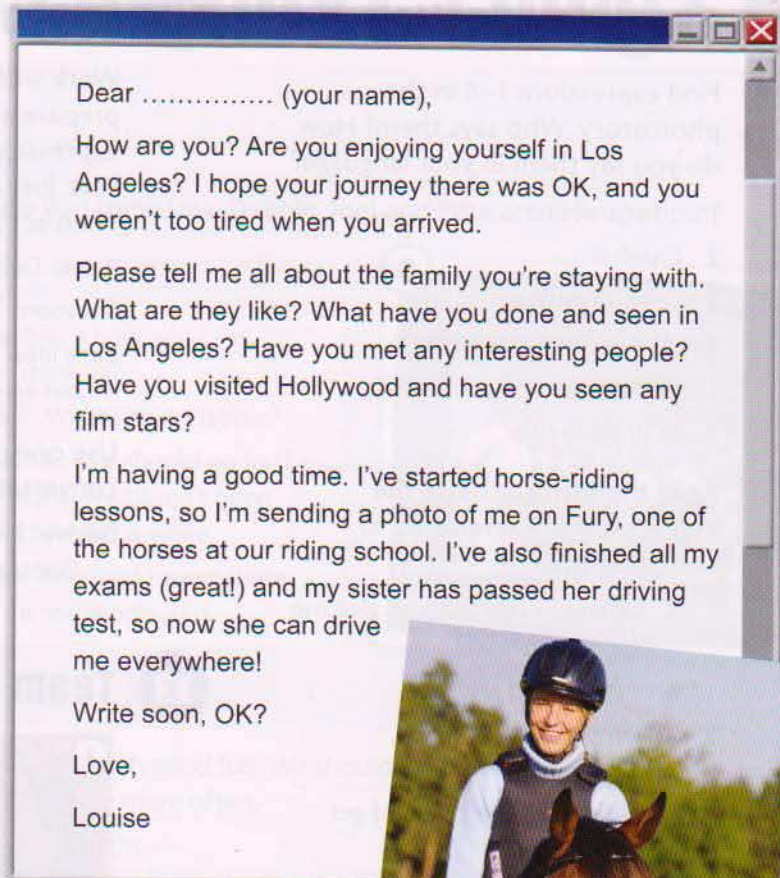 Dear ............... (your name),
How are you? Are you enjoying yourself in Los
Angeles? I hope your journey there was OK, and you
weren't too tired when you arrived.
Please tell me all about the family you're staying with.
What are they like? What have you done and seen in
Los Angeles? Have you met any interesting people?
Have you visited Hollywood and have you seen any
film stars?
I'm having a good time. I've started horse-riding
lessons, so I'm sending a photo of me on Fury, one of
the horses at our riding school. I've also finished all my
exams (great!) and my sister has passed her driving
test, so now she can drive
me everywhere!
Write soon, OK?
Love,
Louise